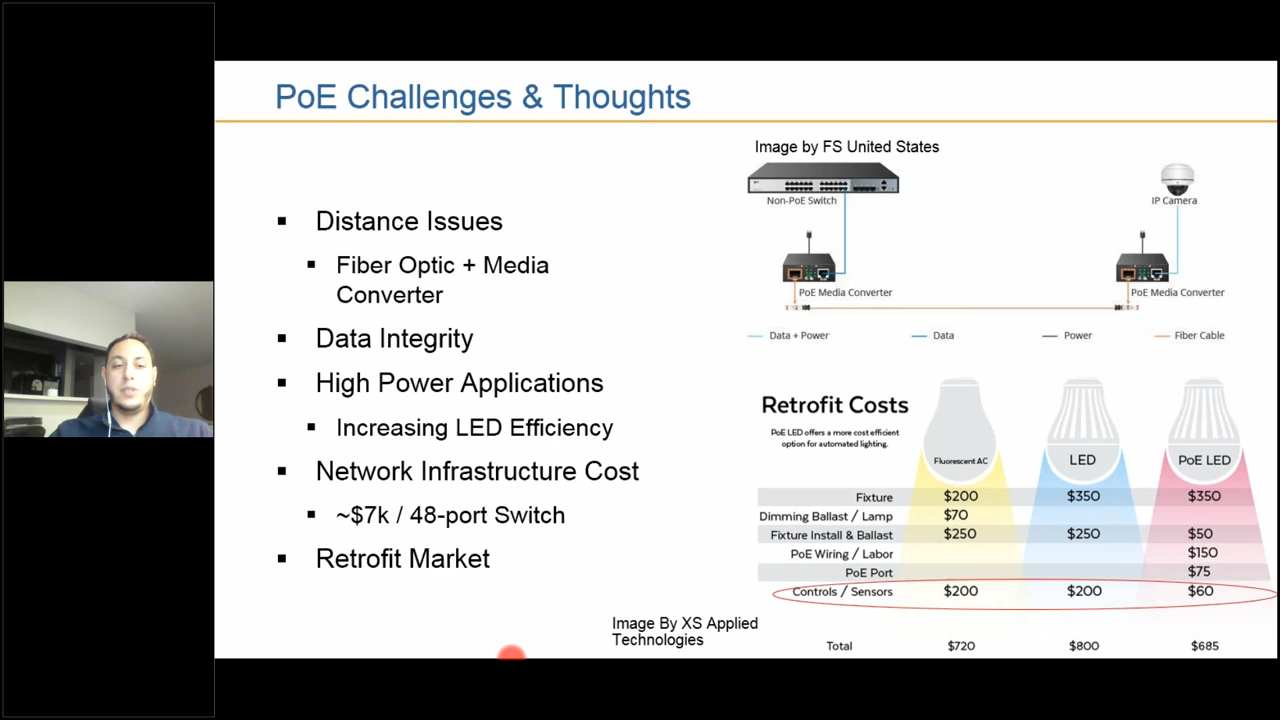 PoE Challenges & Thoughts
Distance Issues
Fiber Optic + Media
Converter
Data Integrity
High Power Applications
Increasing LED Efficiency
Network Infrastructure Cost
~$7k / 48-port Switch
Retrofit Market
Image by FS United States
Non-PoE Switch
IP Camera
PoE Media Converter
PoE Media Converter
Data + Power
Data
Power
Fiber Cable
Retrofit Costs
PoE LED offers a more cost efficient
option for automated lighting.
Fluorescent AC
LED
PoE LED
Fixture $200 $350 $350
Dimming Ballast / Lamp $70
Fixture Install & Ballast $250 $250 $50
PoE Wiring / Labor $150
PoE Port $75
Controls / Sensors $200 $200 $60
Total $720 $800 $685
Image By XS Applied
Technologies